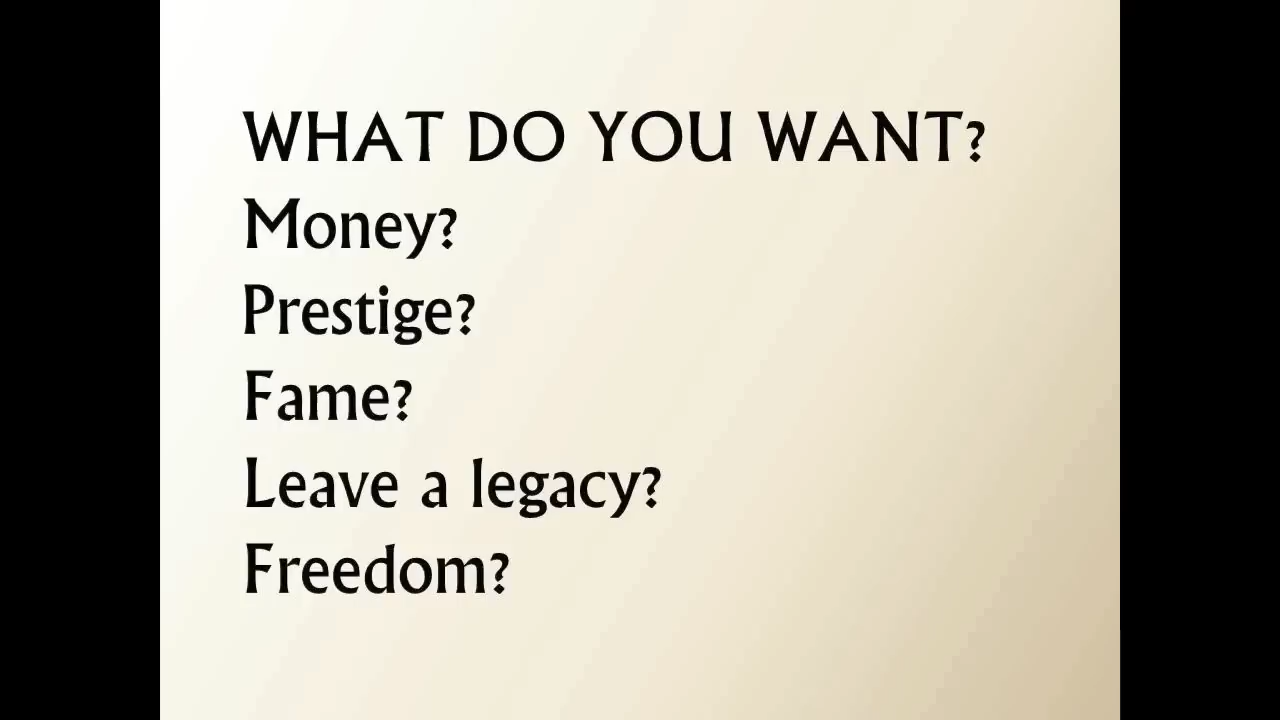 WHAT DO YOU WANT?
Money?
Prestige?
Fame?
Leave a legacy?
Freedom?